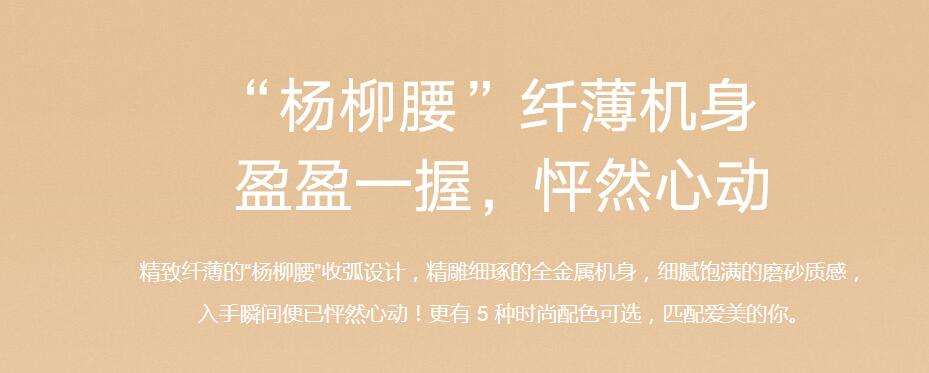 “杨柳腰”纤薄机身
盈盈一握，怦然心动
精致纤薄的“杨柳腰”收弧设计，精雕细琢的全金属机身，细腻饱满的磨砂质感，
入手瞬间便已怦然心动！更有 5 种时尚配色可选，匹配爱美的你。